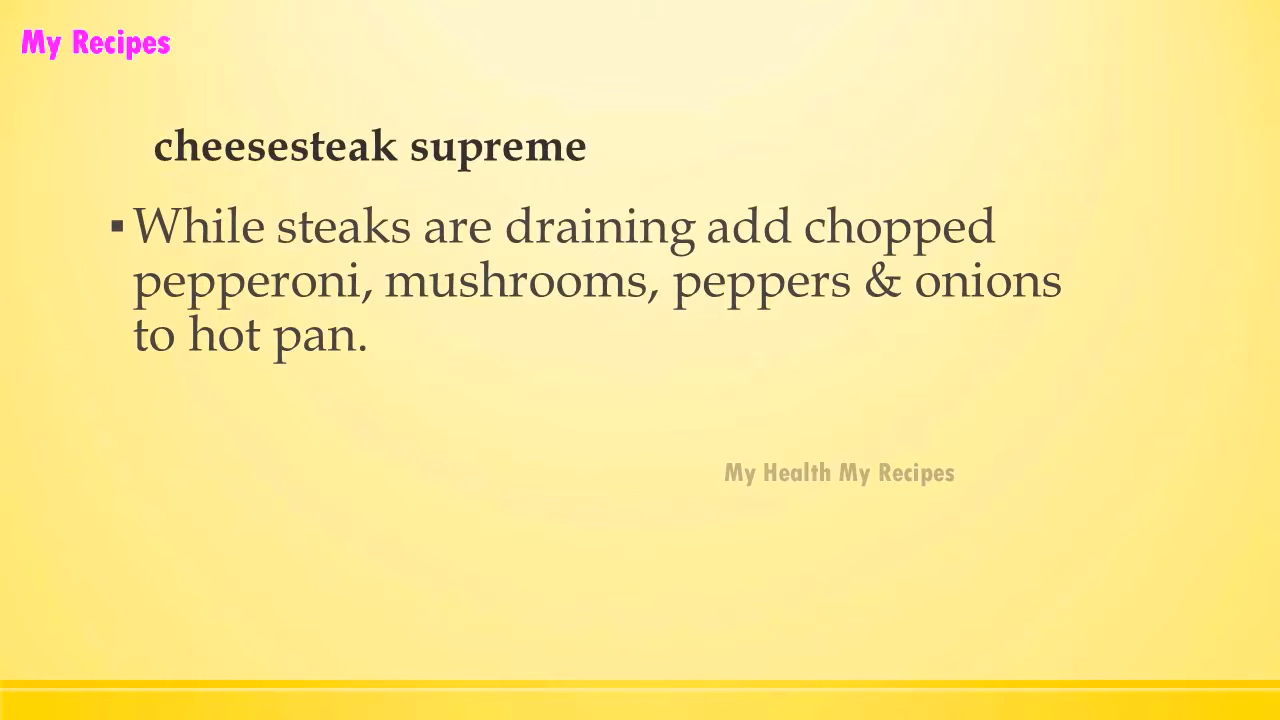 My Recipes
cheesesteak supreme
▪ While steaks are draining add chopped
pepperoni, mushrooms, peppers & onions
to hot pan.
My Health My Recipes